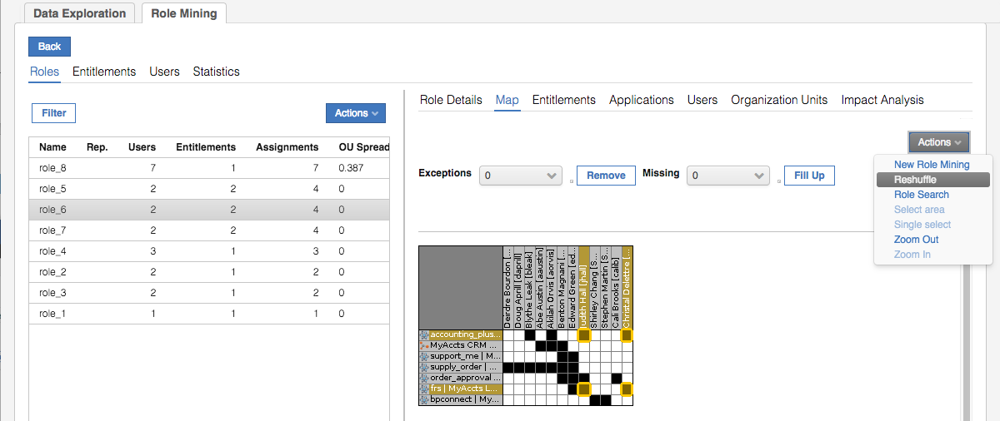 Data Exploration
Role Mining
Back
Roles Entitlements Users Statistics
Filter
Actions
Name Rep. Users Entitlements Assignments OU Spread
role_8 7 1 7 0.387
role_5 2 2 4 0
role_6 2 2 4 0
role_7 2 2 4 0
role_4 3 1 3 0
role_2 2 1 2 0
role_3 2 1 2 0
role_1 1 1 1 0
Role Details Map Entitlements Applications Users Organization Units Impact Analysis
Actions
New Role Mining
Reshuffle
Role Search
Select area
Single select
Zoom Out
Zoom In
Exceptions 0 Remove Missing 0 Fill Up
Deirdre Bourdon [...
Doug Aprill [daprill]
Blythe Leak [bleak]
Abe Austin [aaustin]
Akilah Orvis [aorvis]
Benton Magnani [...
Edward Green [ed...
Judith Hall [jhall]
Shirley Chang [S...
Stephen Martin [S...
Cali Brooks [calib]
Christal Delettre [...
accounting_plus...
MyAccts CRM ...
support_me | M...
supply_order | ...
order_approval ...
frs | MyAccts L...
bpconnect | My...